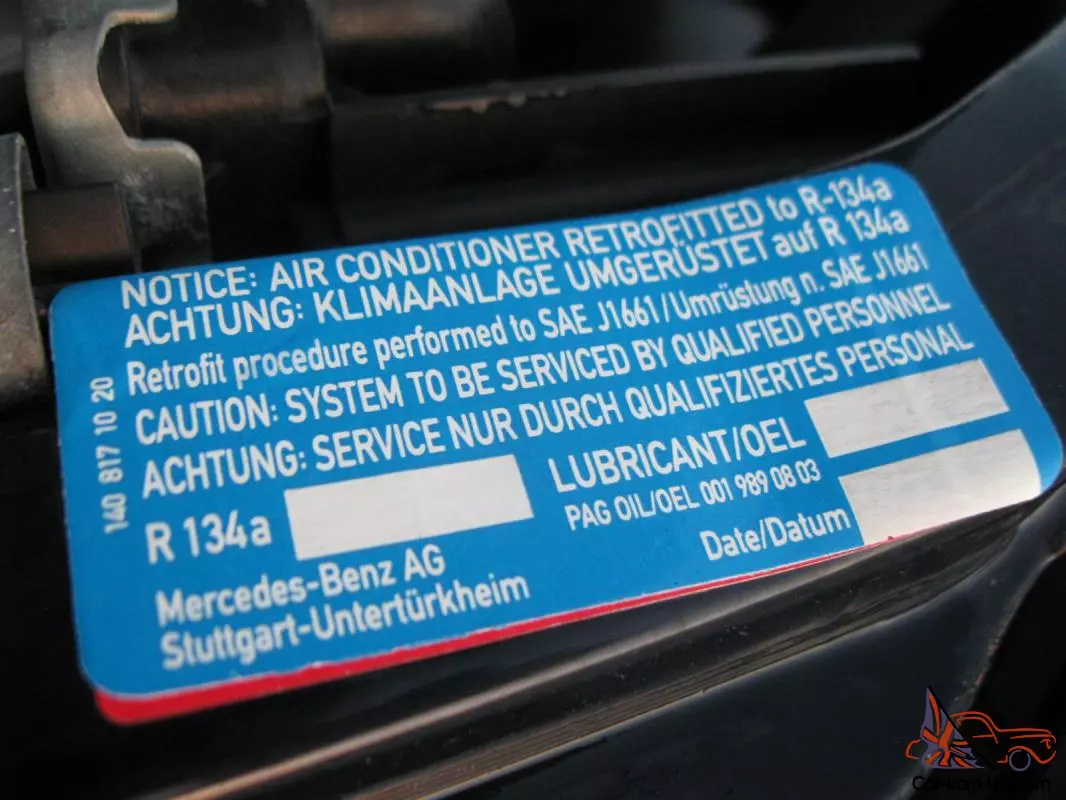 NOTICE: AIR CONDITIONER RETROFITTED to R-134a
ACHTUNG: KLIMAANLAGE UMGERÜSTET auf R 134a
Retrofit procedure performed to SAE J1661/Umrüstung n. SAE J1661
CAUTION: SYSTEM TO BE SERVICED BY QUALIFIED PERSONNEL
ACHTUNG: SERVICE NUR DURCH QUALIFIZIERTES PERSONAL
140 817 10 20
R 134a
LUBRICANT/OEL
PAG OIL/OEL 001 989 08 03
Date/Datum
Mercedes-Benz AG
Stuttgart-Untertürkheim